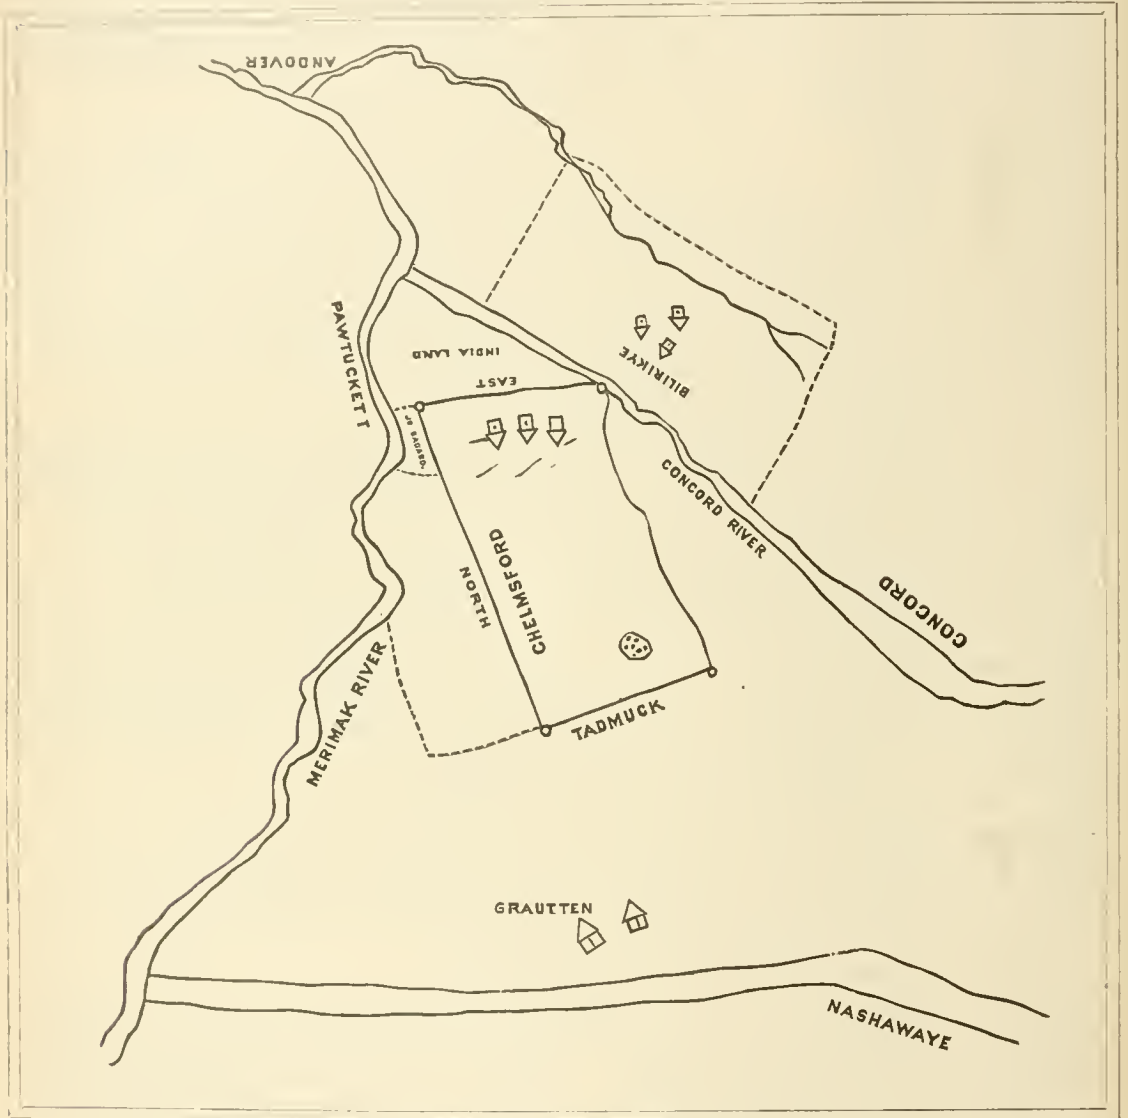 ANDOVER
PAWTUCKETT
INDIA LAND
EAST
BILIRIKYE
CONCORD RIVER
CONCORD
CHELMSFORD
NORTH
MERIMAK RIVER
TADMUCK
GRAUTTEN
NASHAWAYE